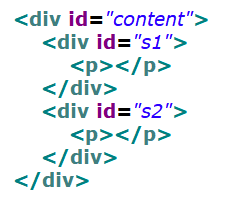 <div id="content">
  <div id="s1">
    <p></p>
  </div>
  <div id="s2">
    <p></p>
  </div>
</div>